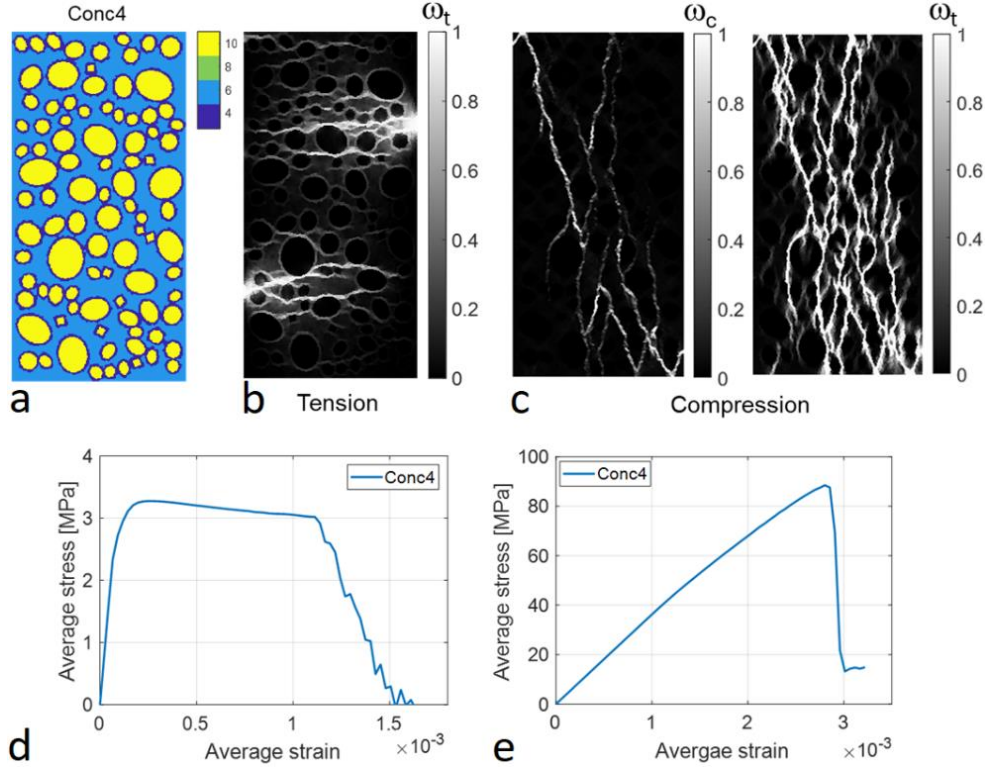 Conc4
10
8
6
4
a
ω_t
1
0.8
0.6
0.4
0.2
0
b
Tension
ω_c
1
0.8
0.6
0.4
0.2
0
c
ω_t
1
0.8
0.6
0.4
0.2
0
Compression
4
3
2
1
0
Average stress [MPa]
Conc4
0
0.5
1
1.5
×10⁻³
Average strain
d
100
80
60
40
20
0
Average stress [MPa]
Conc4
0
1
2
3
×10⁻³
Avergae strain
e